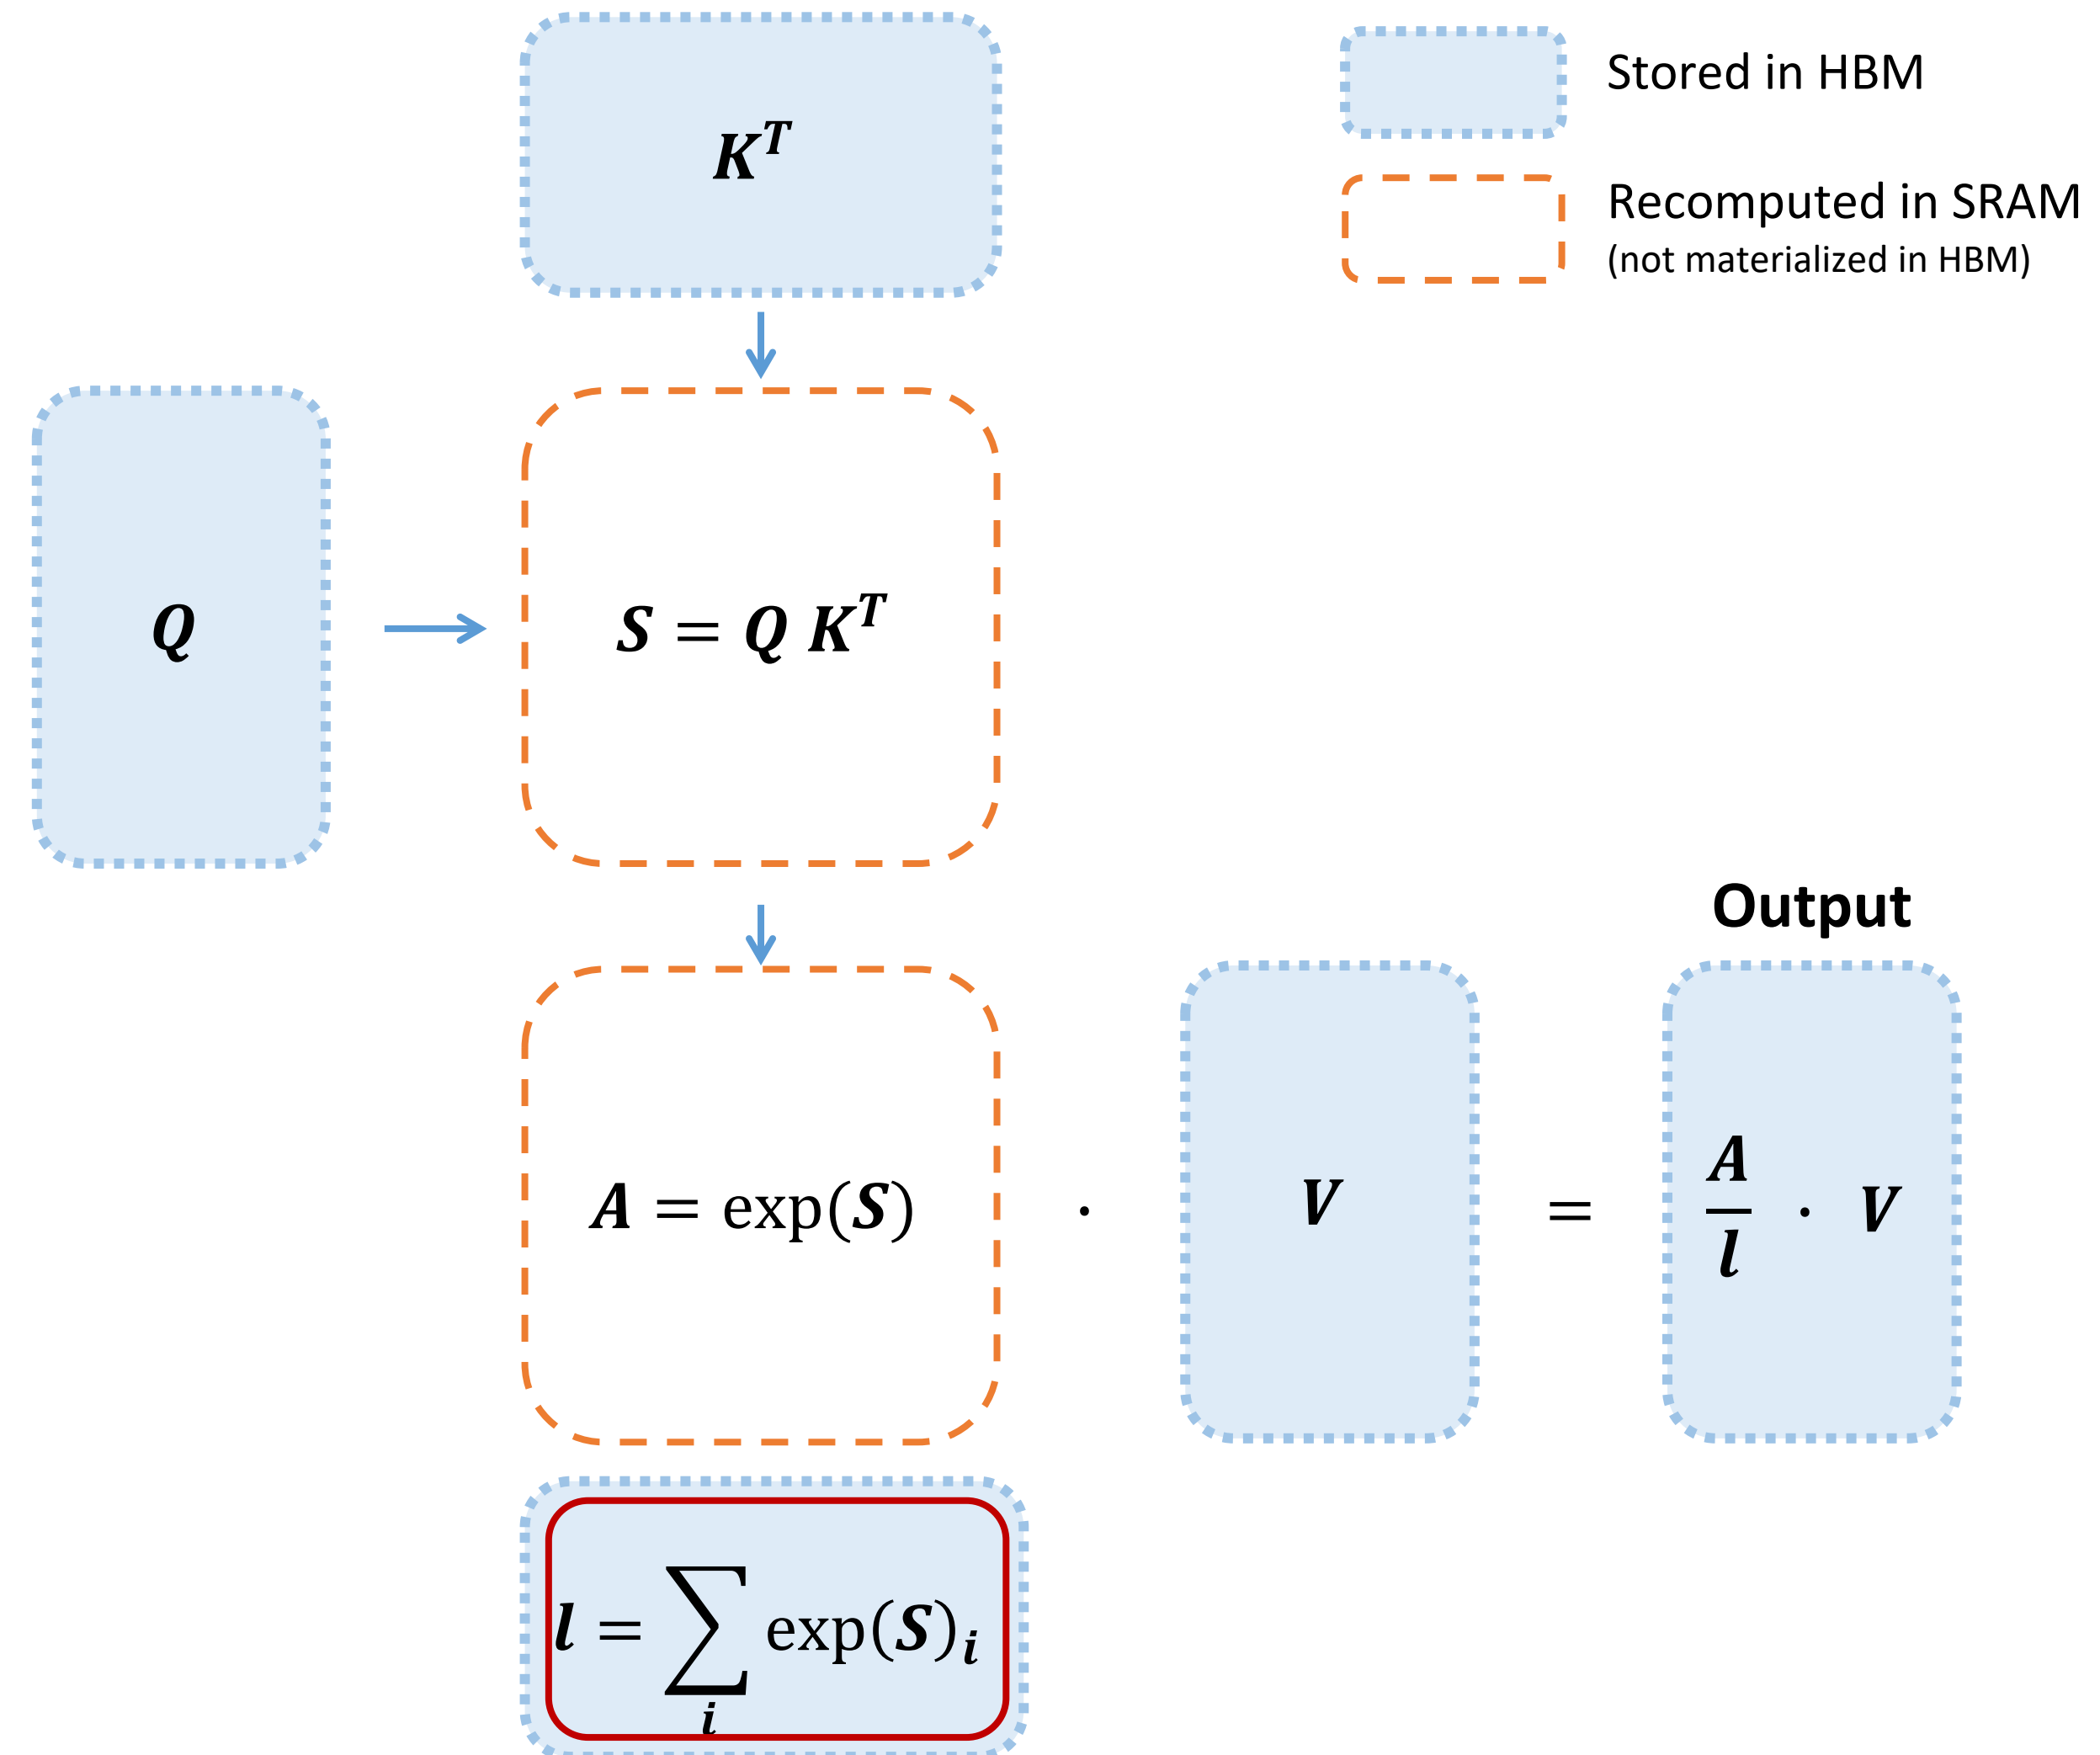 K^T
Stored in HBM
Recomputed in SRAM
(not materialized in HBM)
Q
S = Q K^T
Output
A = exp(S)
·
V
=
A/l · V
l = ∑_i exp(S)_i